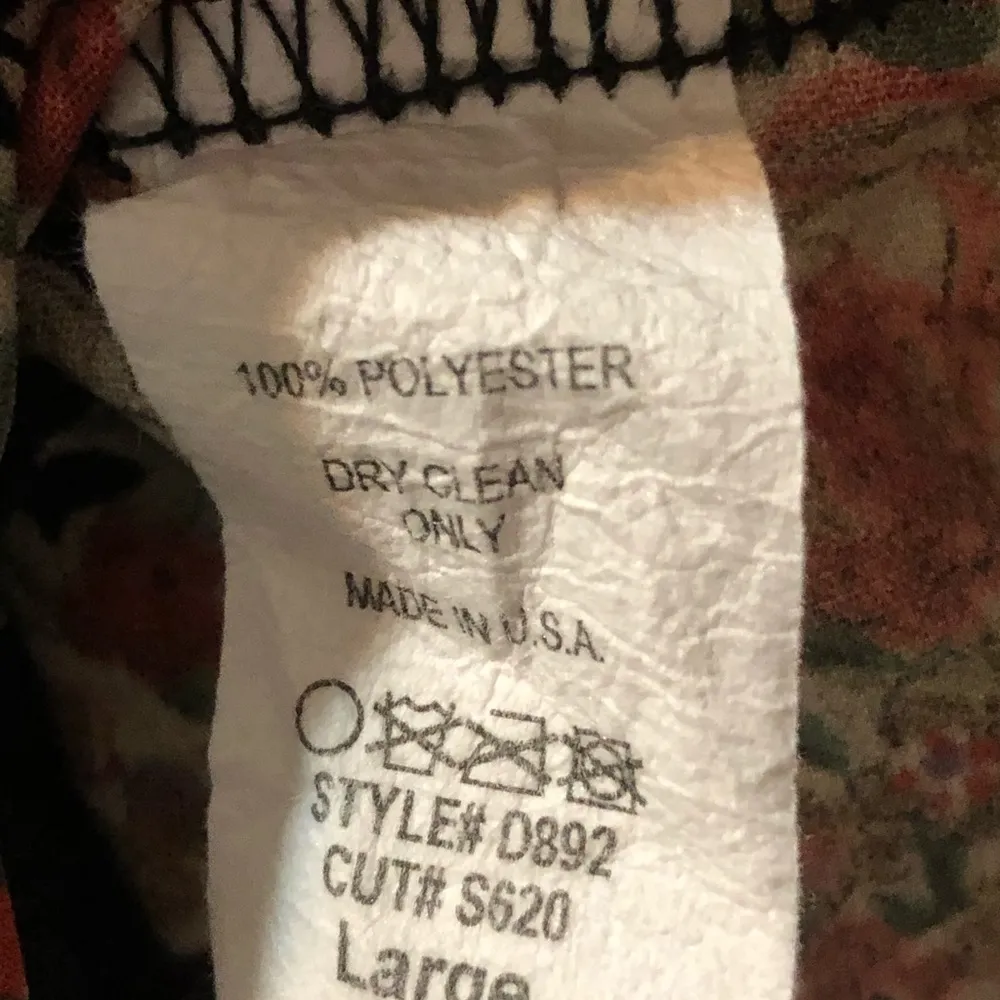 100% POLYESTER
DRY CLEAN
ONLY
MADE IN U.S.A.
STYLE# D892
CUT# S620
Large